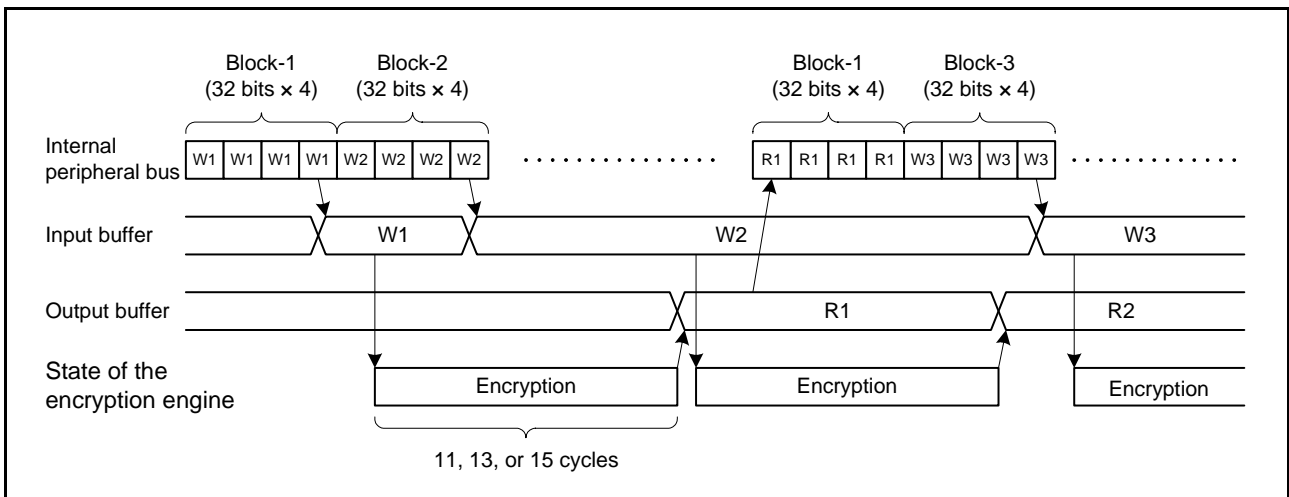 Block-1 Block-2 Block-1 Block-3
(32 bits × 4) (32 bits × 4) (32 bits × 4) (32 bits × 4)
Internal
peripheral bus
W1 W1 W1 W1 W2 W2 W2 W2 R1 R1 R1 R1 W3 W3 W3 W3
Input buffer W1 W2 W3
Output buffer R1 R2
State of the
encryption engine
Encryption Encryption Encryption
11, 13, or 15 cycles